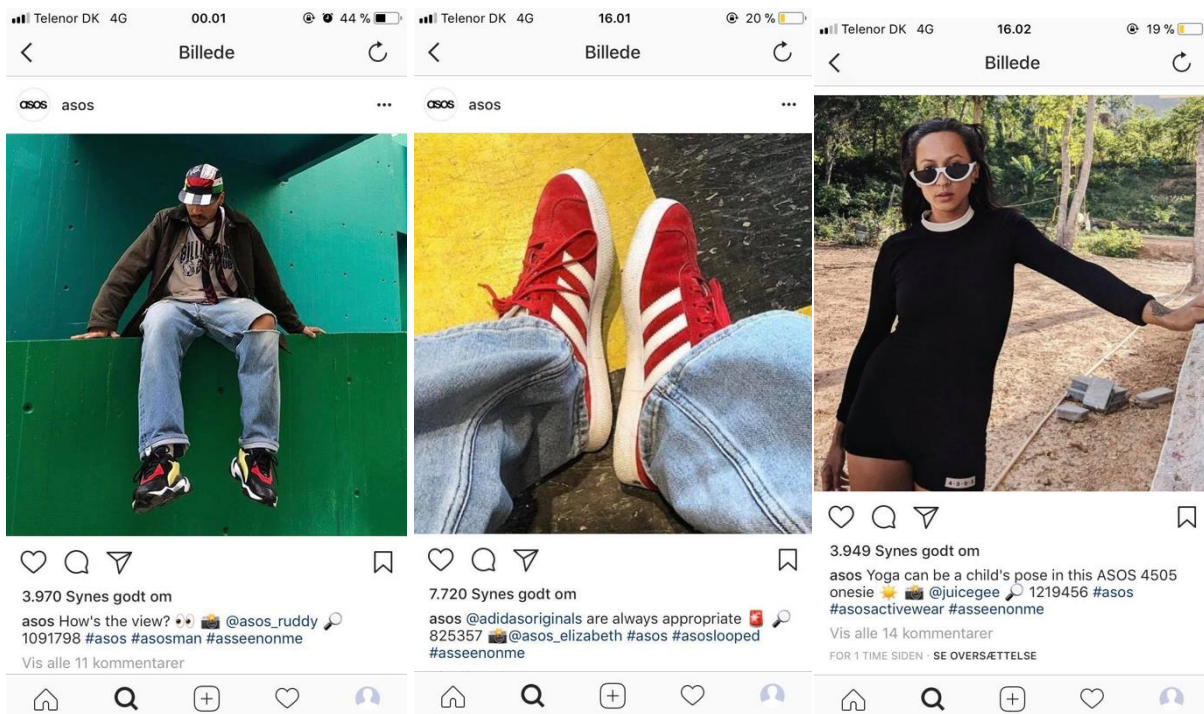 Telenor DK 4G 00.01 44 %
Billede
asos asos
BILLI
3.970 Synes godt om
asos How's the view? 👀 📸 @asos_ruddy 🔎
1091798 #asos #asosman #asseenonme
Vis alle 11 kommentarer
Telenor DK 4G 16.01 20 %
Billede
asos asos
7.720 Synes godt om
asos @adidasoriginals are always appropriate 🚨 🔎
825357 📸@asos_elizabeth #asos #asoslooped
#asseenonme
Telenor DK 4G 16.02 19 %
Billede
4505
3.949 Synes godt om
asos Yoga can be a child's pose in this ASOS 4505
onesie ☀️ 📸 @juicegee 🔎 1219456 #asos
#asosactivewear #asseenonme
Vis alle 14 kommentarer
FOR 1 TIME SIDEN · SE OVERSÆTTELSE